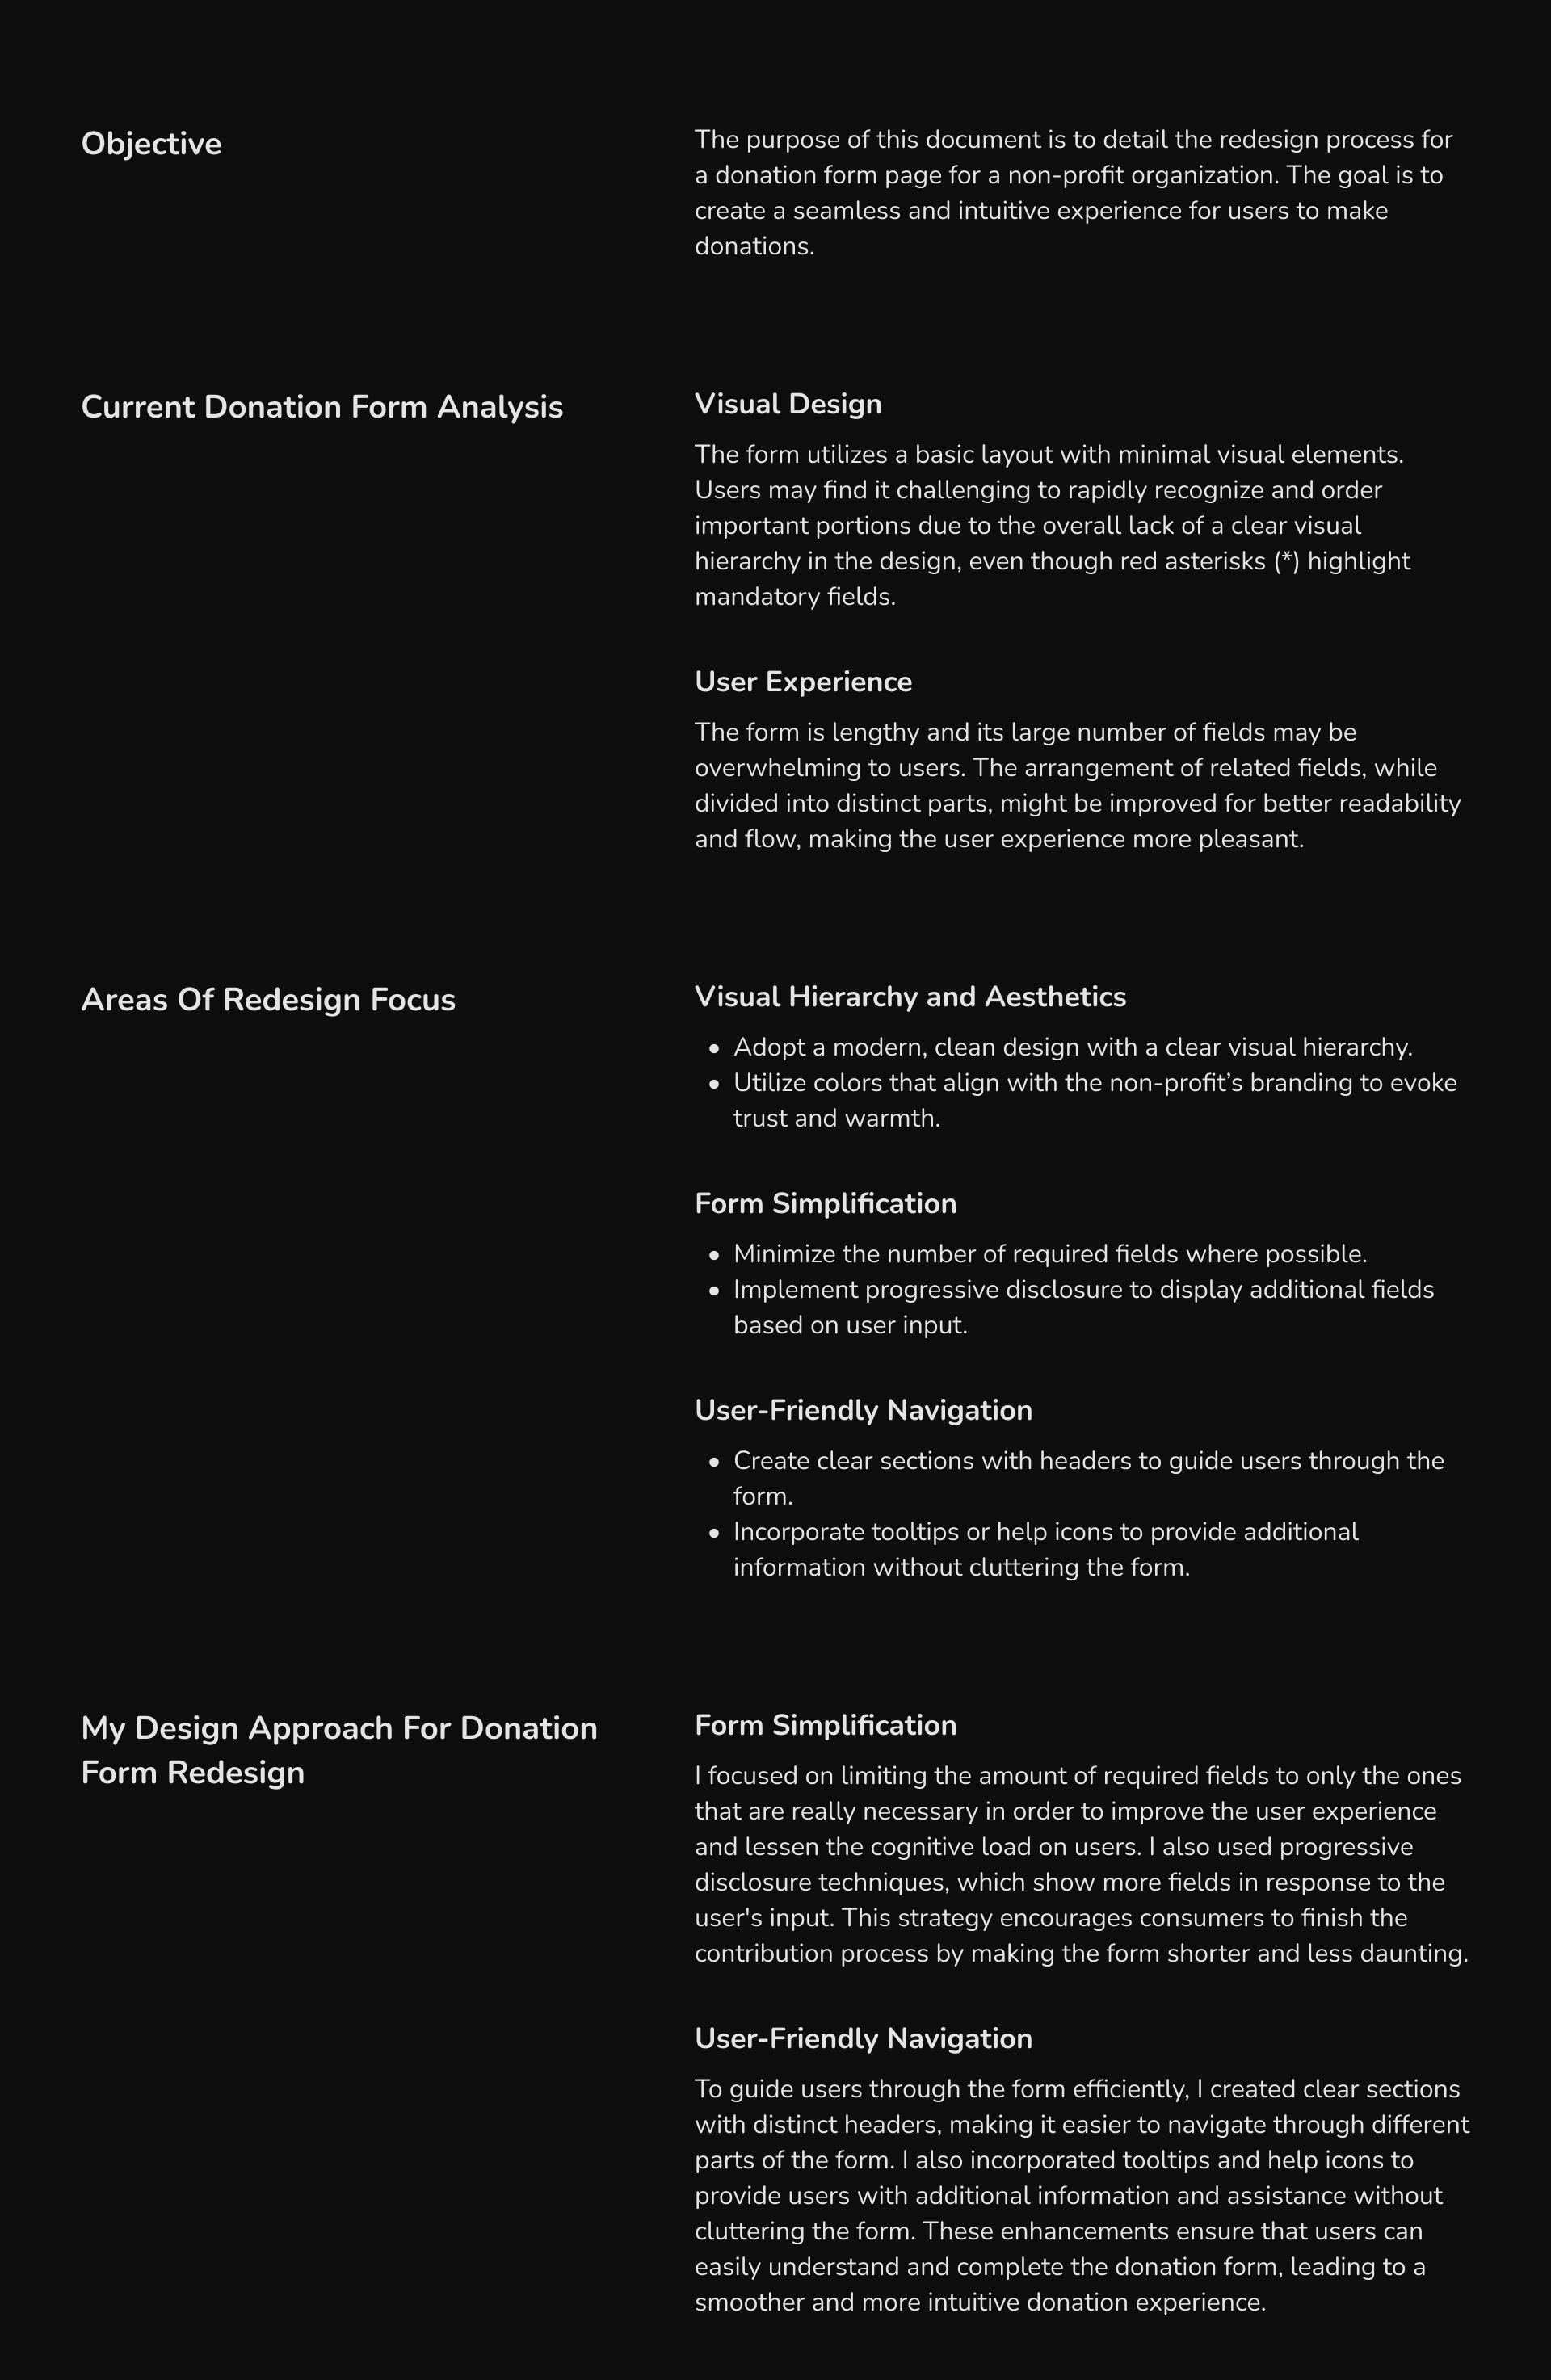 Objective
The purpose of this document is to detail the redesign process for
a donation form page for a non-profit organization. The goal is to
create a seamless and intuitive experience for users to make
donations.
Current Donation Form Analysis
Visual Design
The form utilizes a basic layout with minimal visual elements.
Users may find it challenging to rapidly recognize and order
important portions due to the overall lack of a clear visual
hierarchy in the design, even though red asterisks (*) highlight
mandatory fields.
User Experience
The form is lengthy and its large number of fields may be
overwhelming to users. The arrangement of related fields, while
divided into distinct parts, might be improved for better readability
and flow, making the user experience more pleasant.
Areas Of Redesign Focus
Visual Hierarchy and Aesthetics
• Adopt a modern, clean design with a clear visual hierarchy.
• Utilize colors that align with the non-profit’s branding to evoke
trust and warmth.
Form Simplification
• Minimize the number of required fields where possible.
• Implement progressive disclosure to display additional fields
based on user input.
User-Friendly Navigation
• Create clear sections with headers to guide users through the
form.
• Incorporate tooltips or help icons to provide additional
information without cluttering the form.
My Design Approach For Donation
Form Redesign
Form Simplification
I focused on limiting the amount of required fields to only the ones
that are really necessary in order to improve the user experience
and lessen the cognitive load on users. I also used progressive
disclosure techniques, which show more fields in response to the
user's input. This strategy encourages consumers to finish the
contribution process by making the form shorter and less daunting.
User-Friendly Navigation
To guide users through the form efficiently, I created clear sections
with distinct headers, making it easier to navigate through different
parts of the form. I also incorporated tooltips and help icons to
provide users with additional information and assistance without
cluttering the form. These enhancements ensure that users can
easily understand and complete the donation form, leading to a
smoother and more intuitive donation experience.